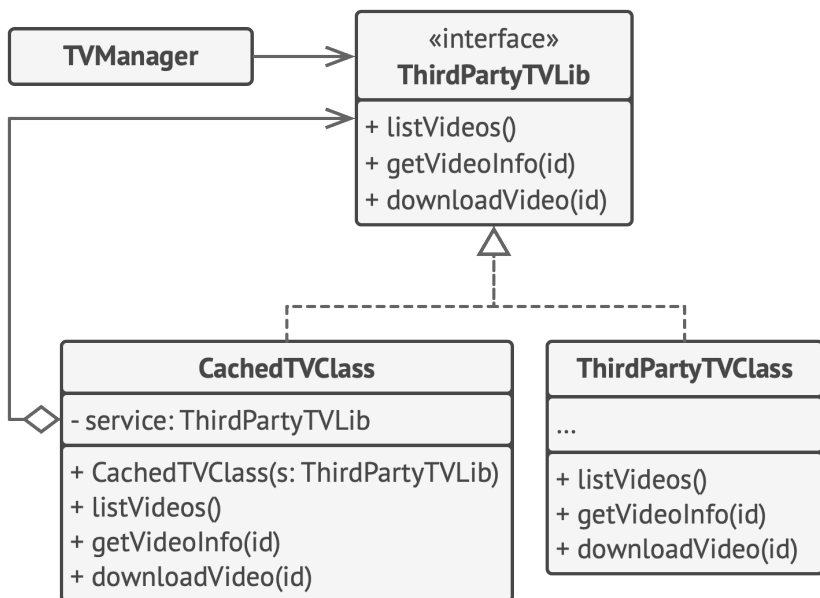 TVManager
«interface»
ThirdPartyTVLib
+ listVideos()
+ getVideoInfo(id)
+ downloadVideo(id)
CachedTVClass
- service: ThirdPartyTVLib
+ CachedTVClass(s: ThirdPartyTVLib)
+ listVideos()
+ getVideoInfo(id)
+ downloadVideo(id)
ThirdPartyTVClass
...
+ listVideos()
+ getVideoInfo(id)
+ downloadVideo(id)